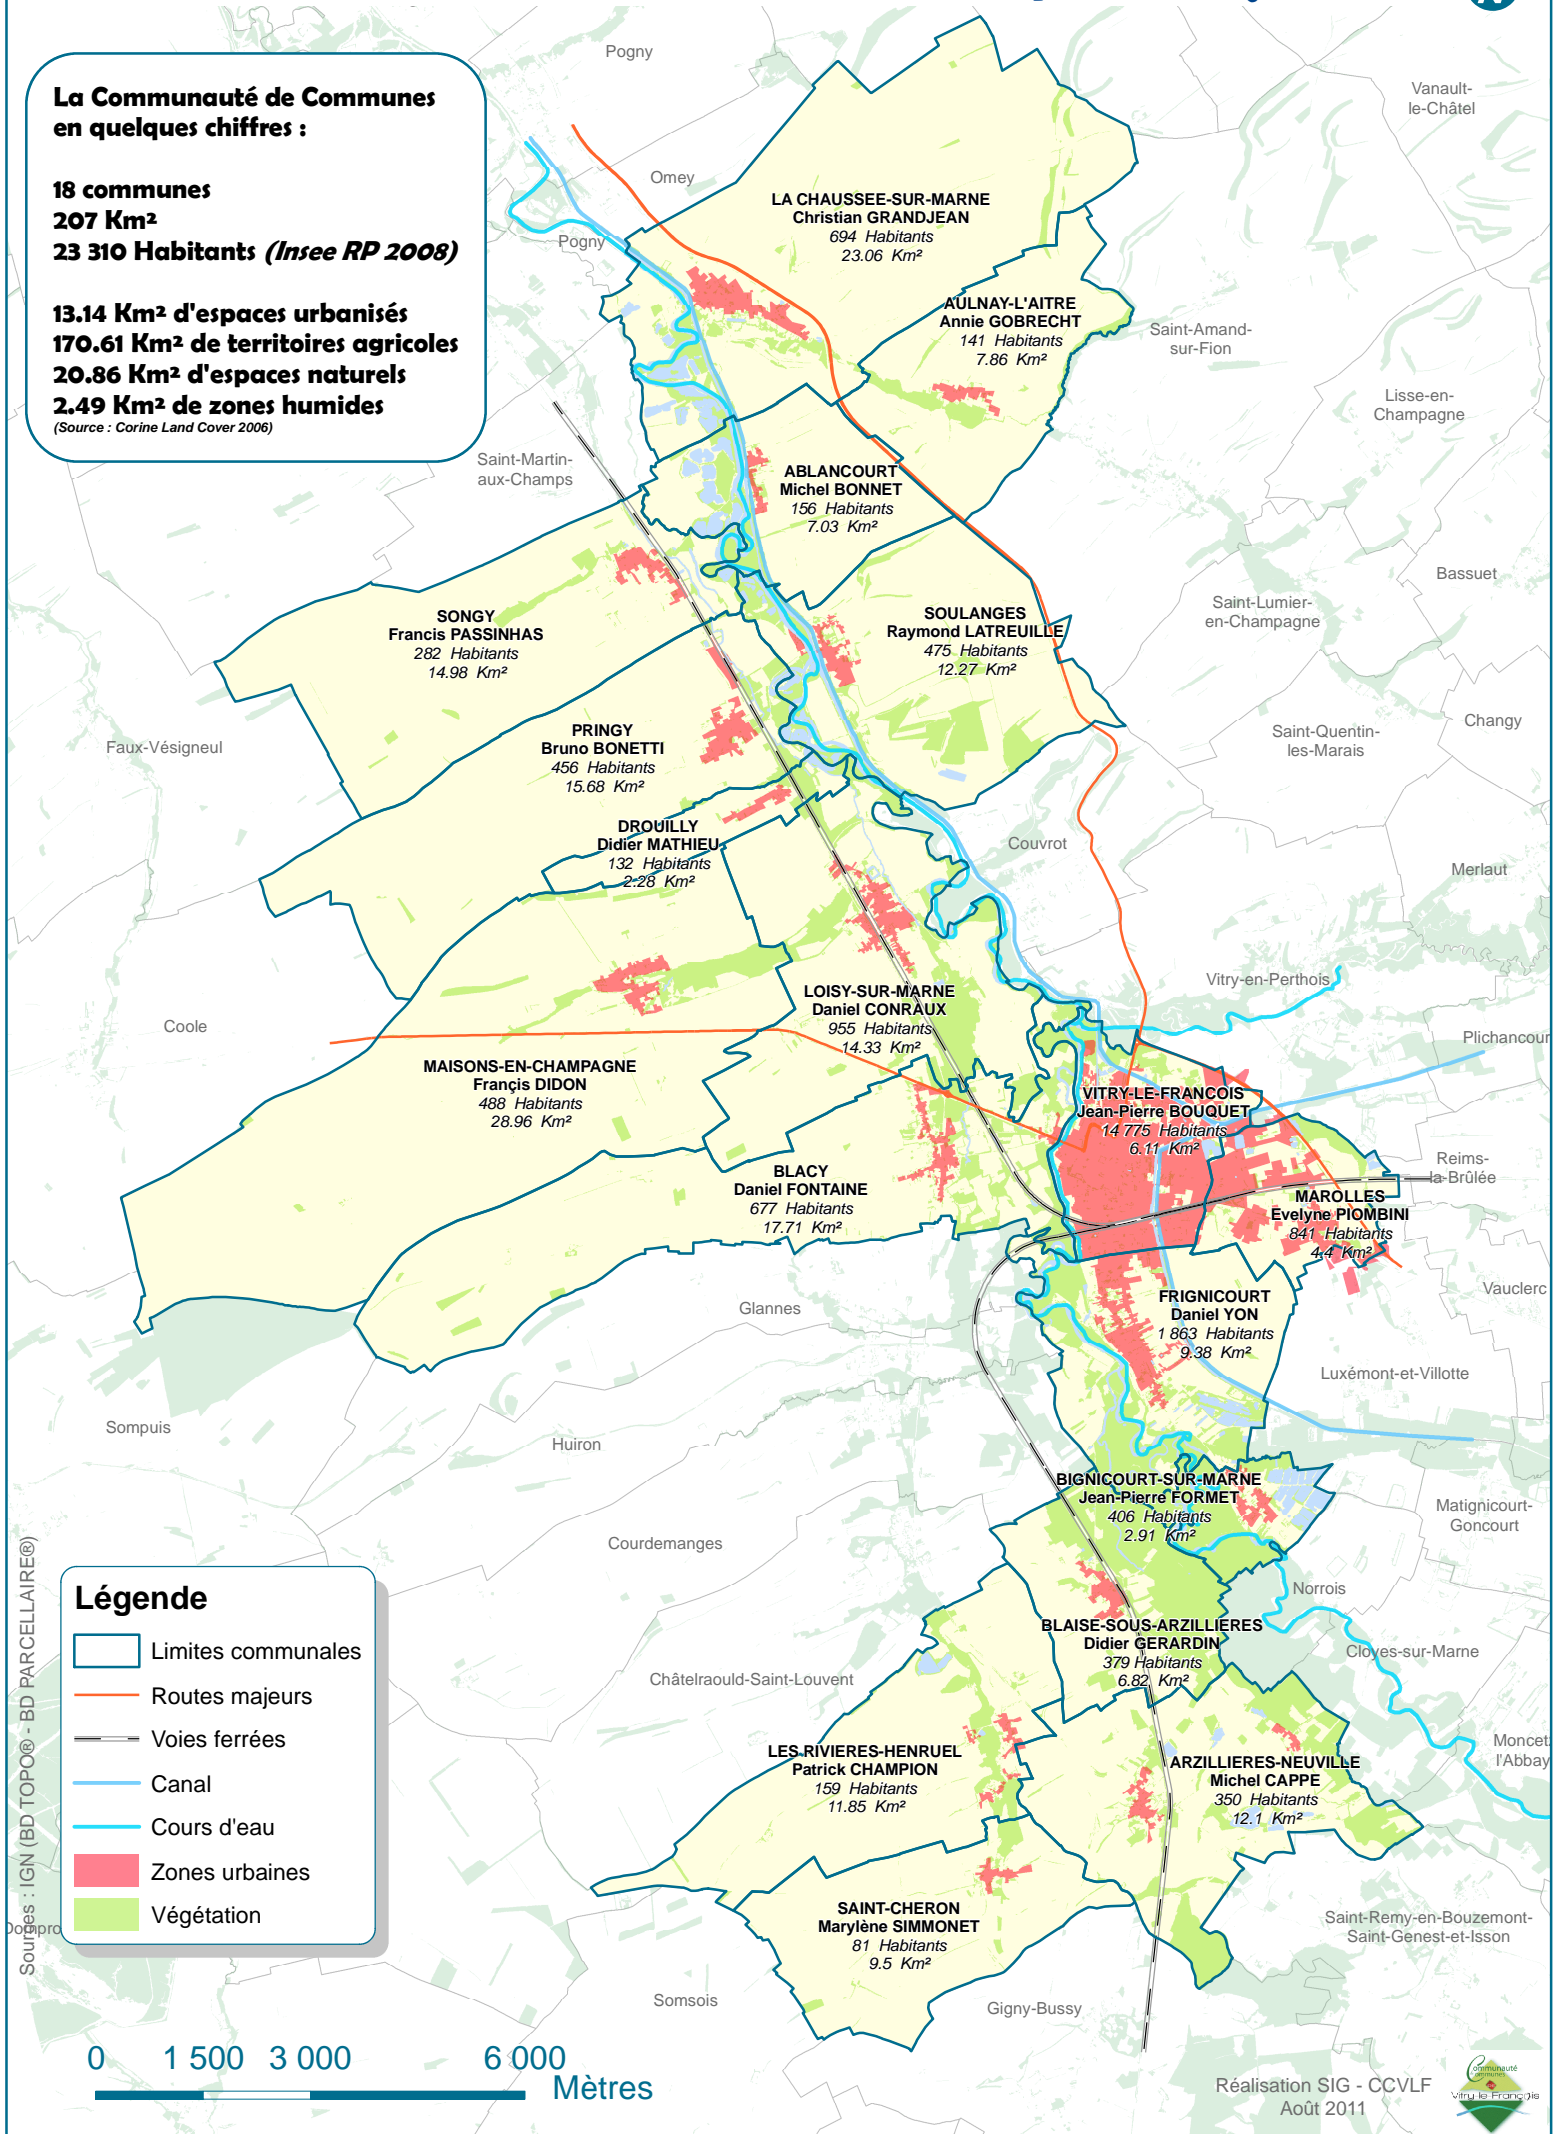 La Communauté de Communes
en quelques chiffres :
18 communes
207 Km²
23 310 Habitants (Insee RP 2008)
13.14 Km² d'espaces urbanisés
170.61 Km² de territoires agricoles
20.86 Km² d'espaces naturels
2.49 Km² de zones humides
(Source : Corine Land Cover 2006)
Pogny
Vanault-
le-Châtel
Omey
LA CHAUSSEE-SUR-MARNE
Christian GRANDJEAN
694 Habitants
23.06 Km²
Pogny
AULNAY-L'AITRE
Annie GOBRECHT
141 Habitants
7.86 Km²
Saint-Amand-
sur-Fion
Lisse-en-
Champagne
Saint-Martin-
aux-Champs
ABLANCOURT
Michel BONNET
156 Habitants
7.03 Km²
Bassuet
Saint-Lumier-
en-Champagne
SONGY
Francis PASSINHAS
282 Habitants
14.98 Km²
SOULANGES
Raymond LATREUILLE
475 Habitants
12.27 Km²
Faux-Vésigneul
PRINGY
Bruno BONETTI
456 Habitants
15.68 Km²
Saint-Quentin-
les-Marais
Changy
DROUILLY
Didier MATHIEU
132 Habitants
2.28 Km²
Couvrot
Merlaut
Vitry-en-Perthois
LOISY-SUR-MARNE
Daniel CONRAUX
955 Habitants
14.33 Km²
Coole
Plichancour
MAISONS-EN-CHAMPAGNE
Françis DIDON
488 Habitants
28.96 Km²
VITRY-LE-FRANCOIS
Jean-Pierre BOUQUET
14 775 Habitants
6.11 Km²
BLACY
Daniel FONTAINE
677 Habitants
17.71 Km²
Reims-
la-Brûlée
MAROLLES
Evelyne PIOMBINI
841 Habitants
4.4 Km²
Glannes
FRIGNICOURT
Daniel YON
1 863 Habitants
9.38 Km²
Vauclerc
Luxémont-et-Villotte
Sompuis
Huiron
BIGNICOURT-SUR-MARNE
Jean-Pierre FORMET
406 Habitants
2.91 Km²
Matignicourt-
Goncourt
Courdemanges
Norrois
BLAISE-SOUS-ARZILLIERES
Didier GERARDIN
379 Habitants
6.82 Km²
Cloyes-sur-Marne
Châtelraould-Saint-Louvent
LES RIVIERES-HENRUEL
Patrick CHAMPION
159 Habitants
11.85 Km²
ARZILLIERES-NEUVILLE
Michel CAPPE
350 Habitants
12.1 Km²
Moncet
l'Abbay
SAINT-CHERON
Marylène SIMMONET
81 Habitants
9.5 Km²
Saint-Remy-en-Bouzemont-
Saint-Genest-et-Isson
Somsois
Gigny-Bussy
Dompro
Légende
Limites communales
Routes majeurs
Voies ferrées
Canal
Cours d'eau
Zones urbaines
Végétation
Sources : IGN (BD TOPO® - BD PARCELLAIRE®)
0 1 500 3 000 6 000
Mètres
Réalisation SIG - CCVLF
Août 2011
Communauté
Communes
Vitry-le-François